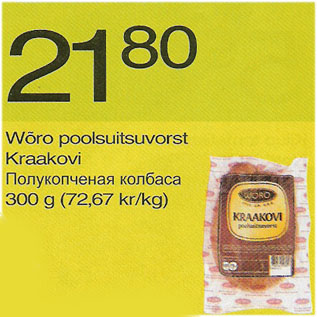 21 80
Wõro poolsuitsuvorst
Kraakovi
Полукопченая колбаса
300 g (72,67 kr/kg)
WÕRO
KRAAKOVI
poolsuitsuvorst